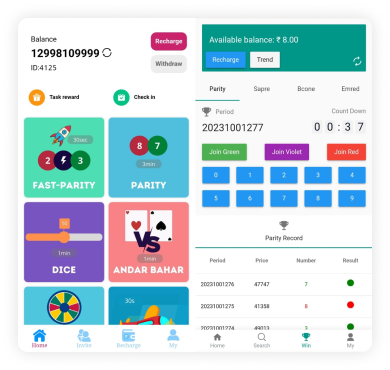 Balance
12998109999
ID:4125
Recharge
Withdraw
Task reward
Check in
30sec
2
3
FAST-PARITY
8
7
3min
PARITY
1min
DICE
VS
1min
ANDAR BAHAR
30s
Home
Invite
Recharge
My
Available balance: ₹ 8.00
Recharge
Trend
Parity Sapre Bcone Emred
Period Count Down
20231001277 0 0 : 3 7
Join Green Join Violet Join Red
0 1 2 3 4
5 6 7 8 9
Parity Record
Period Price Number Result
20231001276 47747 7
20231001275 41358 8
20231001274 49013 3
Home Search Win My